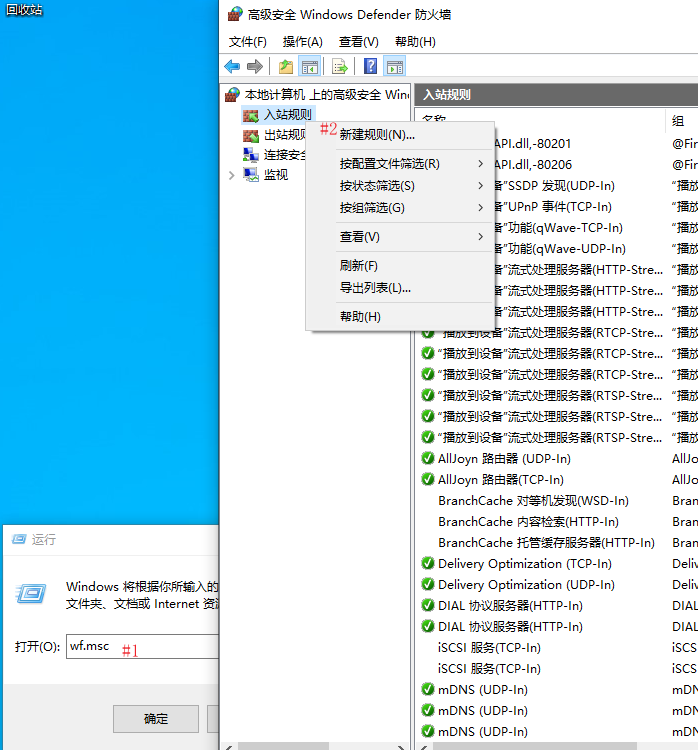 回收站
高级安全 Windows Defender 防火墙
文件(F) 操作(A) 查看(V) 帮助(H)
本地计算机 上的高级安全 Win
入站规则
出站规则
连接安全
监视
#2
新建规则(N)...
按配置文件筛选(R)
按状态筛选(S)
按组筛选(G)
查看(V)
刷新(F)
导出列表(L)...
帮助(H)
入站规则
名称 组
API.dll,-80201 @Fir
API.dll,-80206 @Fir
备”SSDP 发现(UDP-In) “播放
备”UPnP 事件(TCP-In) “播放
备”功能(qWave-TCP-In) “播放
备”功能(qWave-UDP-In) “播放
备”流式处理服务器(HTTP-Stre... “播放
备”流式处理服务器(HTTP-Stre... “播放
备”流式处理服务器(HTTP-Stre... “播放
“播放到设备”流式处理服务器(RTCP-Stre... “播放
“播放到设备”流式处理服务器(RTCP-Stre... “播放
“播放到设备”流式处理服务器(RTCP-Stre... “播放
“播放到设备”流式处理服务器(RTSP-Stre... “播放
“播放到设备”流式处理服务器(RTSP-Stre... “播放
“播放到设备”流式处理服务器(RTSP-Stre... “播放
AllJoyn 路由器 (UDP-In) AllJo
AllJoyn 路由器(TCP-In) AllJo
BranchCache 对等机发现(WSD-In) Bran
BranchCache 内容检索(HTTP-In) Bran
BranchCache 托管缓存服务器(HTTP-In) Bran
Delivery Optimization (TCP-In) Deliv
Delivery Optimization (UDP-In) Deliv
DIAL 协议服务器(HTTP-In) DIAL
DIAL 协议服务器(HTTP-In) DIAL
iSCSI 服务(TCP-In) iSCS
iSCSI 服务(TCP-In) iSCS
mDNS (UDP-In) mDN
mDNS (UDP-In) mDN
mDNS (UDP-In) mDN
运行
Windows 将根据你所输入的
文件夹、文档或 Internet 资源
打开(O): wf.msc #1
确定